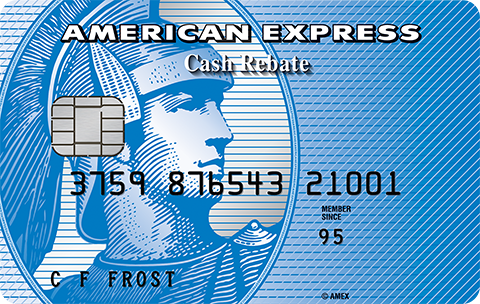 AMERICAN EXPRESS
Cash Rebate
3759 876543 21001
MEMBER
SINCE
95
C F FROST
© AMEX